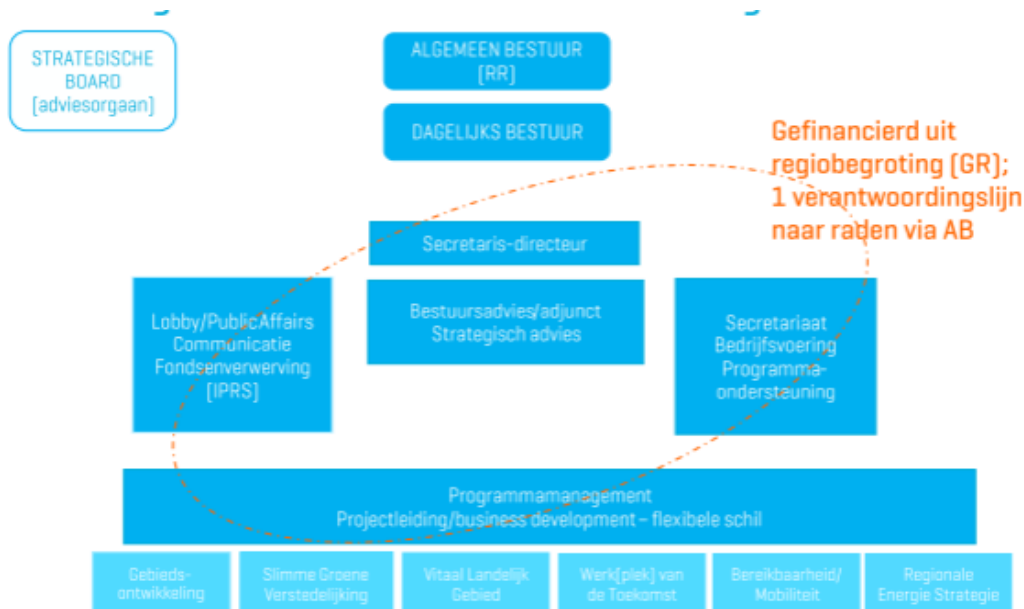 STRATEGISCHE
BOARD
[adviesorgaan]
ALGEMEEN BESTUUR
[RR]
DAGELIJKS BESTUUR
Gefinancierd uit
regiobegroting [GR];
1 verantwoordingslijn
naar raden via AB
Secretaris-directeur
Lobby/PublicAffairs
Communicatie
Fondsenverwerving
[IPRS]
Bestuursadvies/adjunct
Strategisch advies
Secretariaat
Bedrijfsvoering
Programma-
ondersteuning
Programmamanagement
Projectleiding/business development – flexibele schil
Gebieds-
ontwikkeling
Slimme Groene
Verstedelijking
Vitaal Landelijk
Gebied
Werk[plek] van
de Toekomst
Bereikbaarheid/
Mobiliteit
Regionale
Energie Strategie